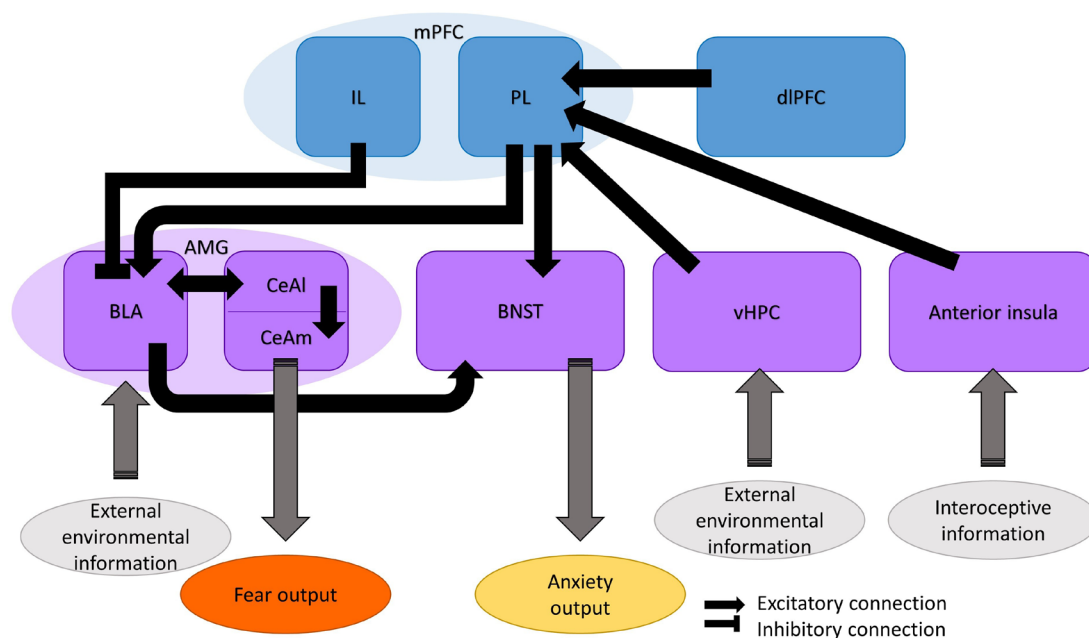 mPFC
IL
PL
dlPFC
AMG
BLA
CeAl
CeAm
BNST
vHPC
Anterior insula
External
environmental
information
External
environmental
information
Interoceptive
information
Fear output
Anxiety
output
Excitatory connection
Inhibitory connection